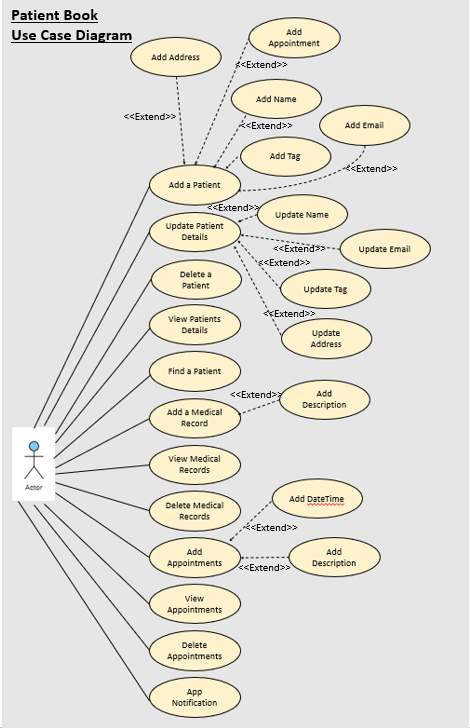 Patient Book
Use Case Diagram
Add
Appointment
Add Address
<<Extend>>
Add Name
<<Extend>>
<<Extend>>
Add Email
Add Tag
<<Extend>>
Add a Patient
<<Extend>>
Update Name
Update Patient
Details
<<Extend>>
Update Email
<<Extend>>
Delete a
Patient
Update Tag
<<Extend>>
View Patients
Details
Update
Address
Find a Patient
<<Extend>>
Add
Description
Add a Medical
Record
View Medical
Records
Actor
Delete Medical
Records
Add DateTime
<<Extend>>
Add
Appointments
Add
Description
<<Extend>>
View
Appointments
Delete
Appointments
App
Notification